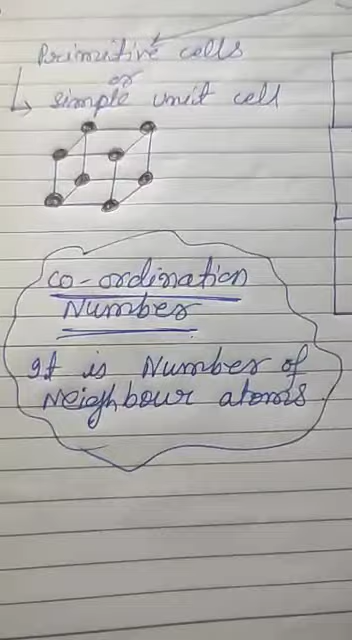 Primitive cells
or
simple unit cell
co-ordination
Number
It is Number of
Neighbour atoms